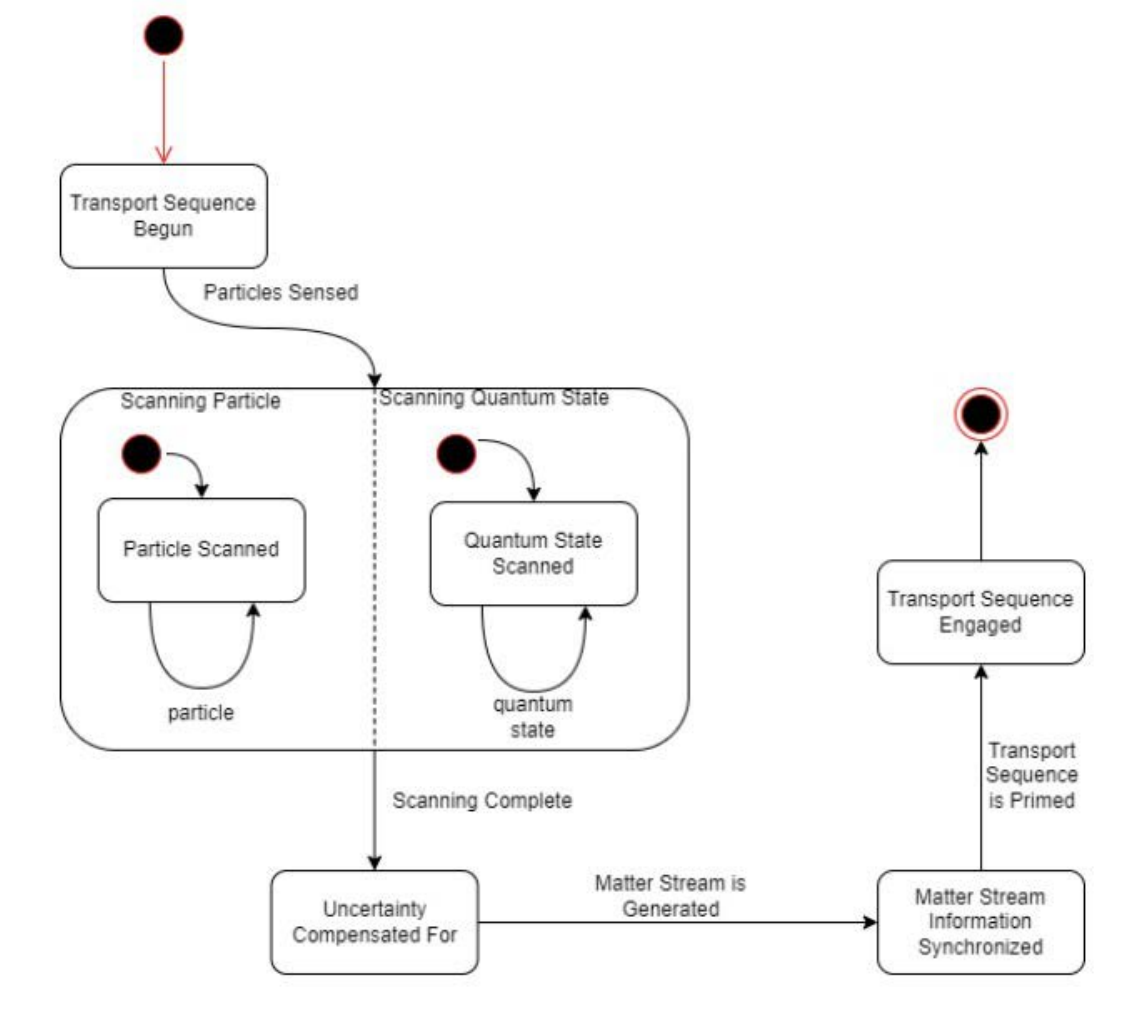 Transport Sequence
Begun
Particles Sensed
Scanning Particle
Scanning Quantum State
Particle Scanned
Quantum State
Scanned
particle
quantum
state
Scanning Complete
Uncertainty
Compensated For
Matter Stream is
Generated
Matter Stream
Information
Synchronized
Transport
Sequence
is Primed
Transport Sequence
Engaged